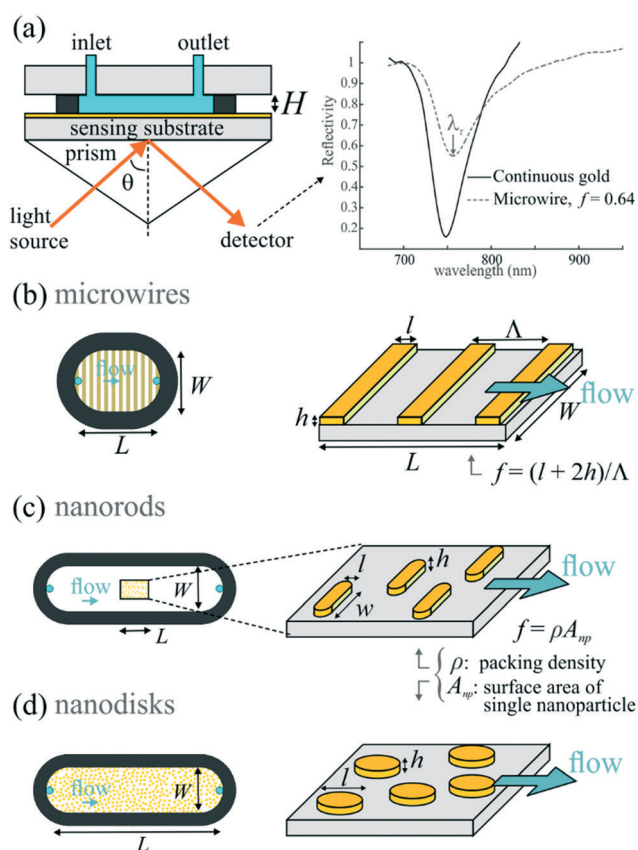 (a)
inlet
outlet
H
sensing substrate
prism
θ
light
source
detector
Reflectivity
1
0.9
0.8
0.7
0.6
0.5
0.4
0.3
0.2
λr
Continuous gold
Microwire, f = 0.64
700
800
900
wavelength (nm)
(b) microwires
flow
W
L
l
Λ
h
flow
W
L
f = (l + 2h)/Λ
(c) nanorods
flow
W
L
l
h
w
flow
f = ρAnp
ρ: packing density
Anp: surface area of
single nanoparticle
(d) nanodisks
flow
W
L
l
h
flow